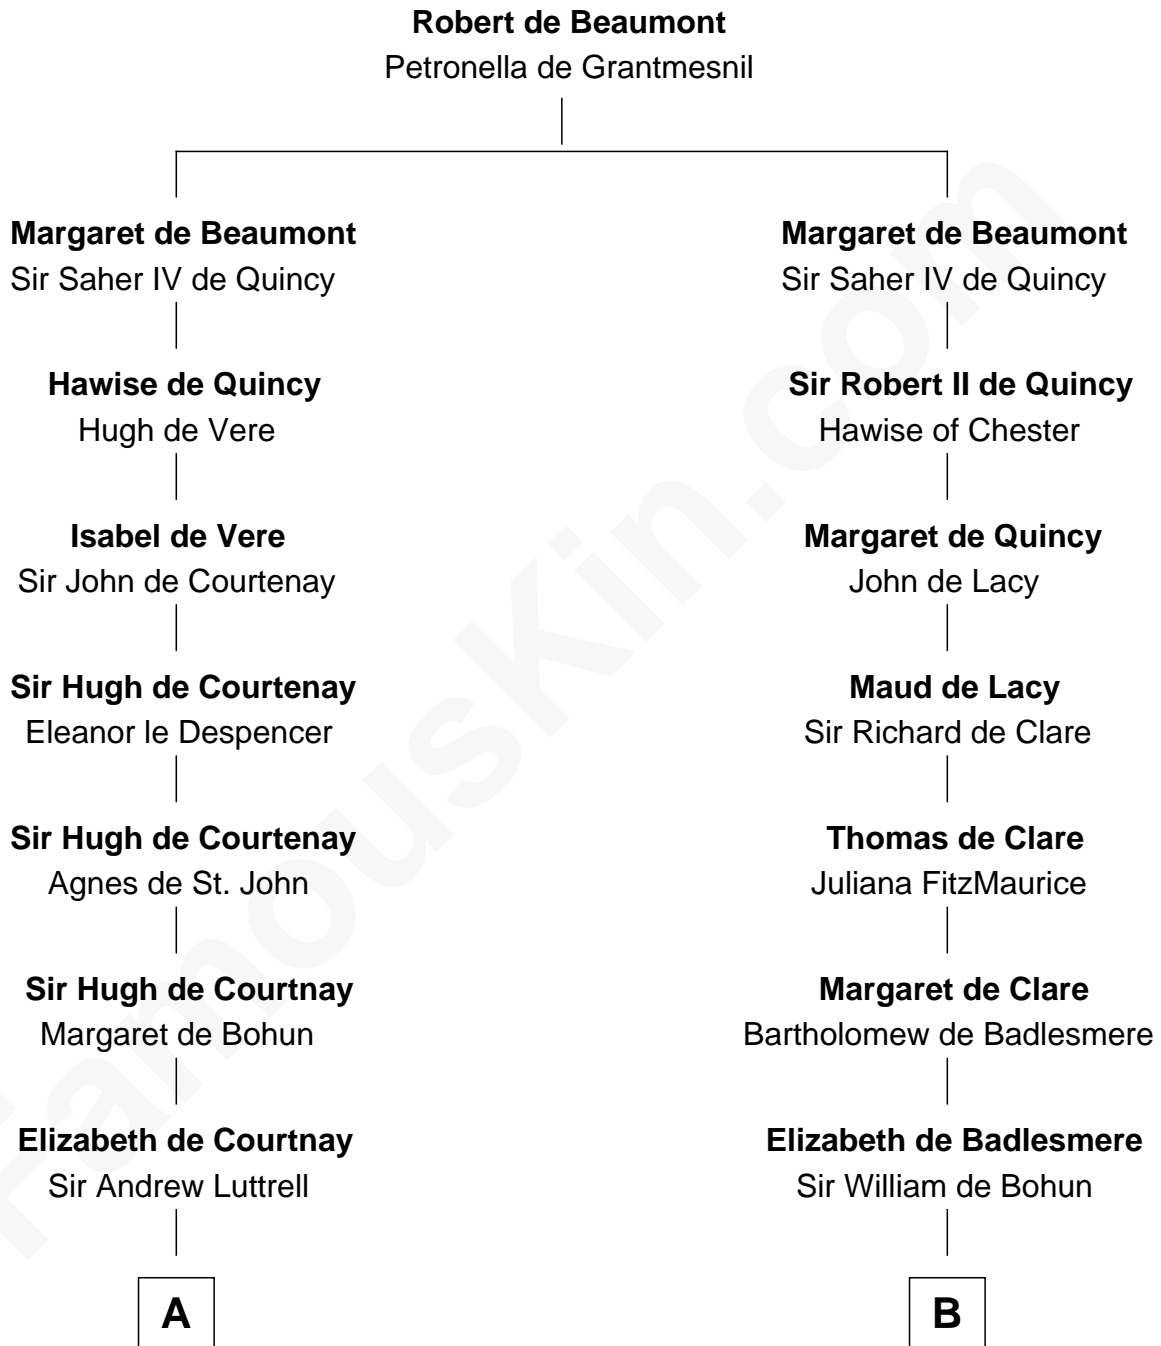 Robert de Beaumont
Petronella de Grantmesnil
Margaret de Beaumont
Sir Saher IV de Quincy
Hawise de Quincy
Hugh de Vere
Isabel de Vere
Sir John de Courtenay
Sir Hugh de Courtenay
Eleanor le Despencer
Sir Hugh de Courtenay
Agnes de St. John
Sir Hugh de Courtnay
Margaret de Bohun
Elizabeth de Courtnay
Sir Andrew Luttrell
A
Margaret de Beaumont
Sir Saher IV de Quincy
Sir Robert II de Quincy
Hawise of Chester
Margaret de Quincy
John de Lacy
Maud de Lacy
Sir Richard de Clare
Thomas de Clare
Juliana FitzMaurice
Margaret de Clare
Bartholomew de Badlesmere
Elizabeth de Badlesmere
Sir William de Bohun
B
FamousKin.com